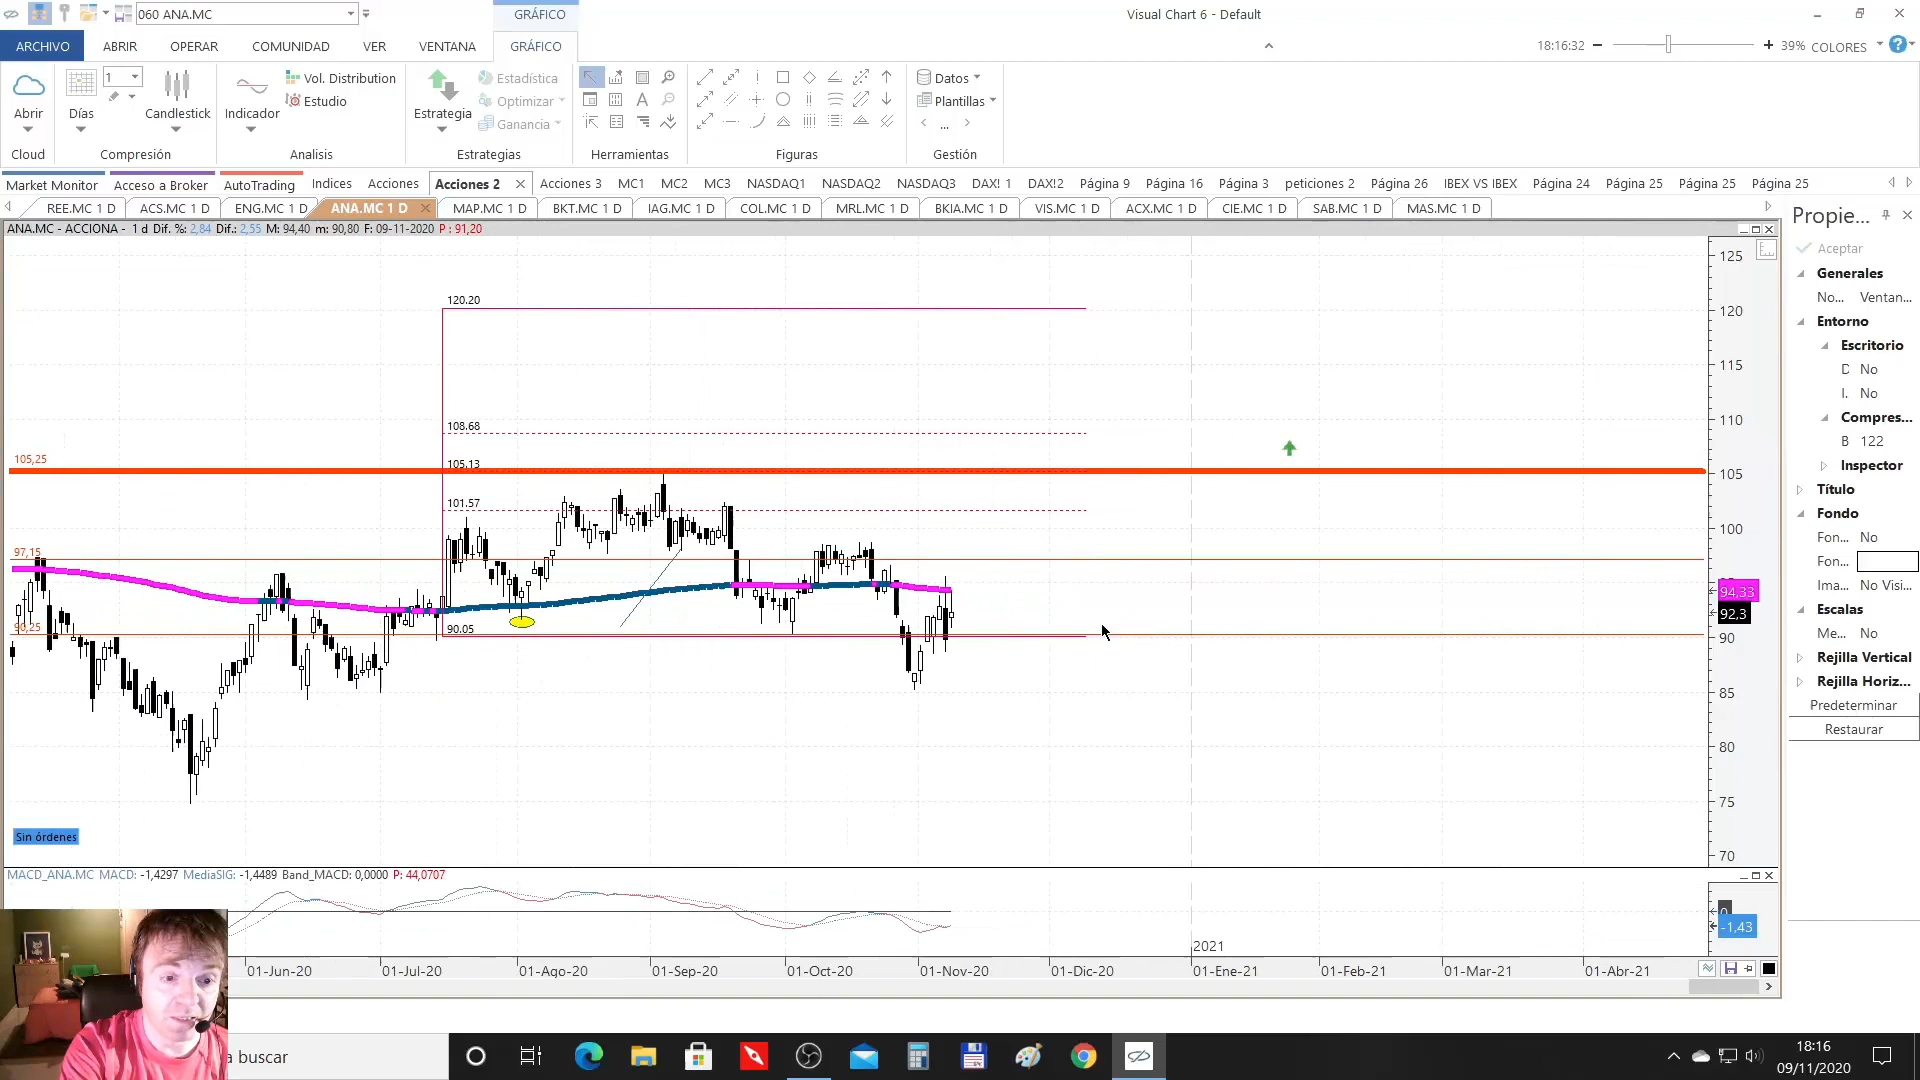 060 ANA.MC
GRÁFICO
Visual Chart 6 - Default
ARCHIVO ABRIR OPERAR COMUNIDAD VER VENTANA GRÁFICO
18:16:32 39% COLORES
Abrir
Cloud
1
Días
Candlestick
Compresión
Indicador
Vol. Distribution
Estudio
Analisis
Estrategia
Estadística
Optimizar
Ganancia
Estrategias
Herramientas
Figuras
Datos
Plantillas
...
Gestión
Market Monitor Acceso a Broker AutoTrading Indices Acciones Acciones 2 Acciones 3 MC1 MC2 MC3 NASDAQ1 NASDAQ2 NASDAQ3 DAX! 1 DAX!2 Página 9 Página 16 Página 3 peticiones 2 Página 26 IBEX VS IBEX Página 24 Página 25 Página 25 Página 25
REE.MC 1 D ACS.MC 1 D ENG.MC 1 D ANA.MC 1 D MAP.MC 1 D BKT.MC 1 D IAG.MC 1 D COL.MC 1 D MRL.MC 1 D BKIA.MC 1 D VIS.MC 1 D ACX.MC 1 D CIE.MC 1 D SAB.MC 1 D MAS.MC 1 D
ANA.MC - ACCIONA - 1 d Dif. %: 2,84 Dif.: 2,55 M: 94,40 m: 90,80 F: 09-11-2020 P : 91,20
125
120.20
120
115
110
108.68
105,25
105.13
105
101.57
100
97,15
94,33
92,3
90,25
90.05
90
85
80
75
70
Sin órdenes
MACD_ANA.MC MACD: -1,4297 MediaSIG: -1,4489 Band_MACD: 0,0000 P: 44,0707
0
-1,43
2021
01-Jun-20 01-Jul-20 01-Ago-20 01-Sep-20 01-Oct-20 01-Nov-20 01-Dic-20 01-Ene-21 01-Feb-21 01-Mar-21 01-Abr-21
Propie...
Aceptar
Generales
No... Ventan...
Entorno
Escritorio
D No
I. No
Compres...
B 122
Inspector
Título
Fondo
Fon... No
Fon...
Ima... No Visi...
Escalas
Me... No
Rejilla Vertical
Rejilla Horiz...
Predeterminar
Restaurar
a buscar
18:16
09/11/2020